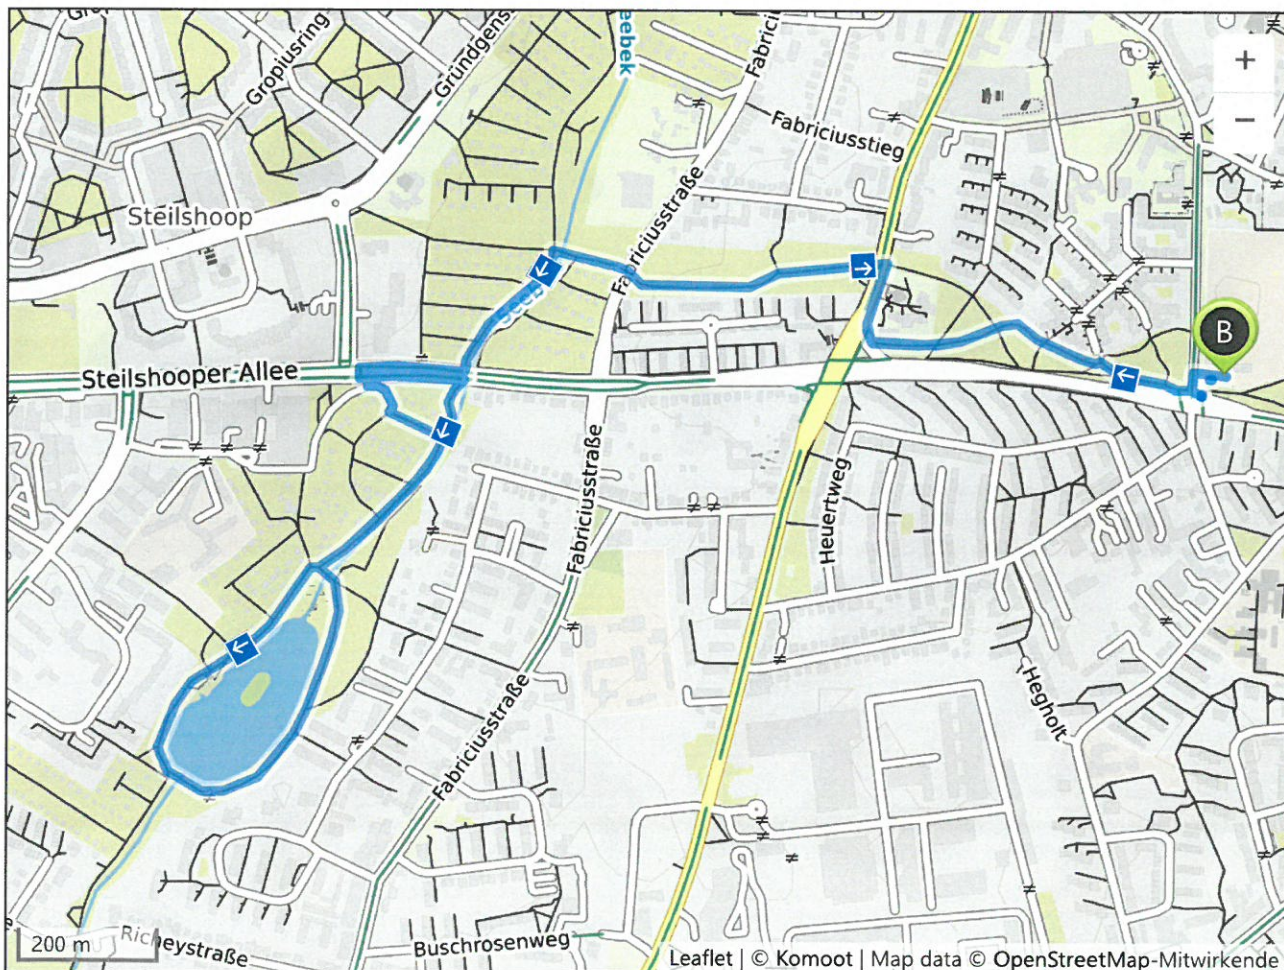 Gropiusring
Gründgens
eebek
Fabriciusstraße
Fabriciusstieg
+
−
Steilshoop
Steilshooper Allee
B
Fabriciusstraße
Heuertweg
Hegholt
Fabriciusstraße
200 m
Richeystraße
Buschrosenweg
Leaflet | © Komoot | Map data © OpenStreetMap-Mitwirkende